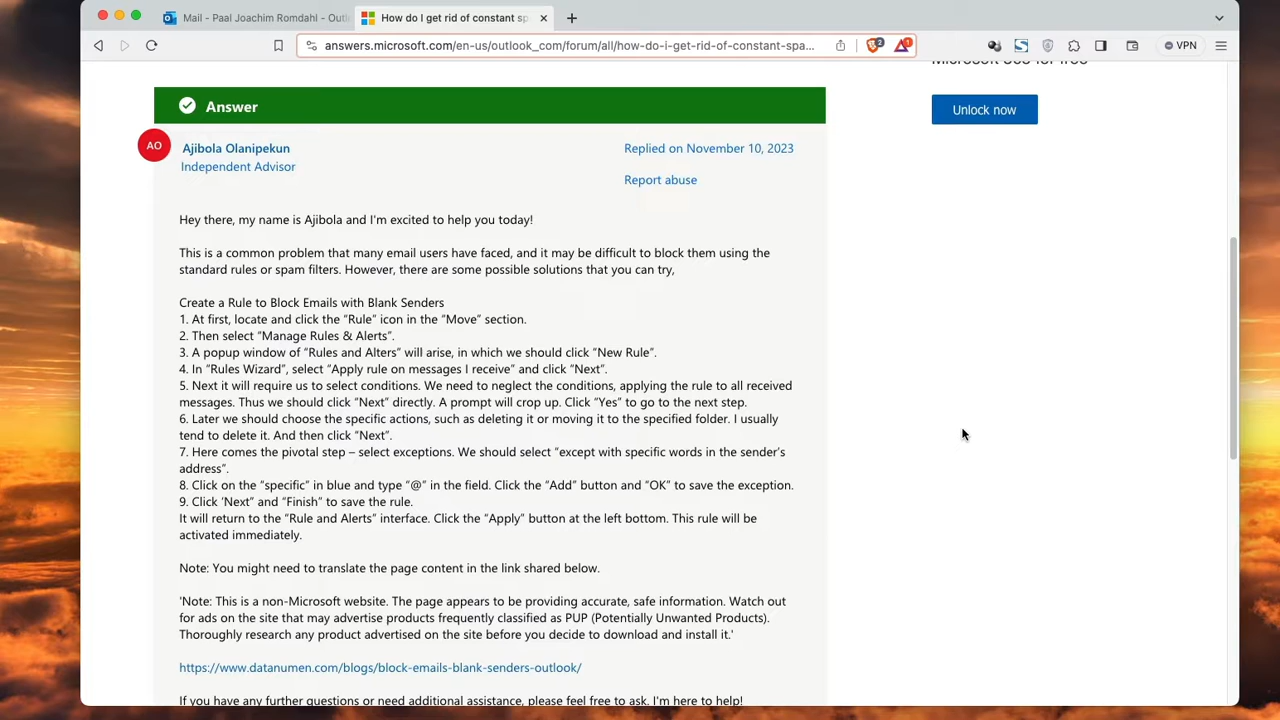 Mail - Paal Joachim Romdahl - Outl
How do I get rid of constant sp
answers.microsoft.com/en-us/outlook_com/forum/all/how-do-i-get-rid-of-constant-spa...
2
1
VPN
Unlock now
Answer
AO
Ajibola Olanipekun
Independent Advisor
Replied on November 10, 2023
Report abuse
Hey there, my name is Ajibola and I'm excited to help you today!
This is a common problem that many email users have faced, and it may be difficult to block them using the
standard rules or spam filters. However, there are some possible solutions that you can try,
Create a Rule to Block Emails with Blank Senders
1. At first, locate and click the “Rule” icon in the “Move” section.
2. Then select “Manage Rules & Alerts”.
3. A popup window of “Rules and Alters” will arise, in which we should click “New Rule”.
4. In “Rules Wizard”, select “Apply rule on messages I receive” and click “Next”.
5. Next it will require us to select conditions. We need to neglect the conditions, applying the rule to all received
messages. Thus we should click “Next” directly. A prompt will crop up. Click “Yes” to go to the next step.
6. Later we should choose the specific actions, such as deleting it or moving it to the specified folder. I usually
tend to delete it. And then click “Next”.
7. Here comes the pivotal step – select exceptions. We should select “except with specific words in the sender’s
address”.
8. Click on the “specific” in blue and type “@” in the field. Click the “Add” button and “OK” to save the exception.
9. Click ‘Next” and “Finish” to save the rule.
It will return to the “Rule and Alerts” interface. Click the “Apply” button at the left bottom. This rule will be
activated immediately.
Note: You might need to translate the page content in the link shared below.
'Note: This is a non-Microsoft website. The page appears to be providing accurate, safe information. Watch out
for ads on the site that may advertise products frequently classified as PUP (Potentially Unwanted Products).
Thoroughly research any product advertised on the site before you decide to download and install it.'
https://www.datanumen.com/blogs/block-emails-blank-senders-outlook/
If you have any further questions or need additional assistance, please feel free to ask. I'm here to help!